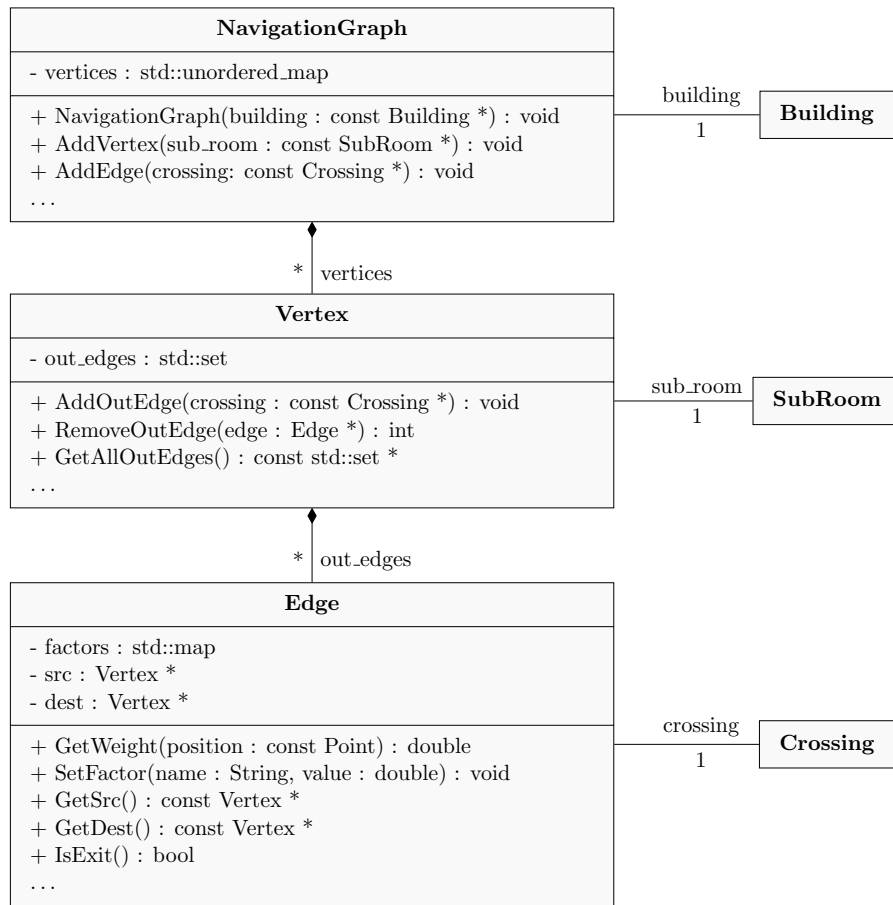 NavigationGraph
- vertices : std::unordered_map
+ NavigationGraph(building : const Building *) : void
+ AddVertex(sub_room : const SubRoom *) : void
+ AddEdge(crossing: const Crossing *) : void
...
building
1
Building
* vertices
Vertex
- out_edges : std::set
+ AddOutEdge(crossing : const Crossing *) : void
+ RemoveOutEdge(edge : Edge *) : int
+ GetAllOutEdges() : const std::set *
...
sub_room
1
SubRoom
* out_edges
Edge
- factors : std::map
- src : Vertex *
- dest : Vertex *
+ GetWeight(position : const Point) : double
+ SetFactor(name : String, value : double) : void
+ GetSrc() : const Vertex *
+ GetDest() : const Vertex *
+ IsExit() : bool
...
crossing
1
Crossing